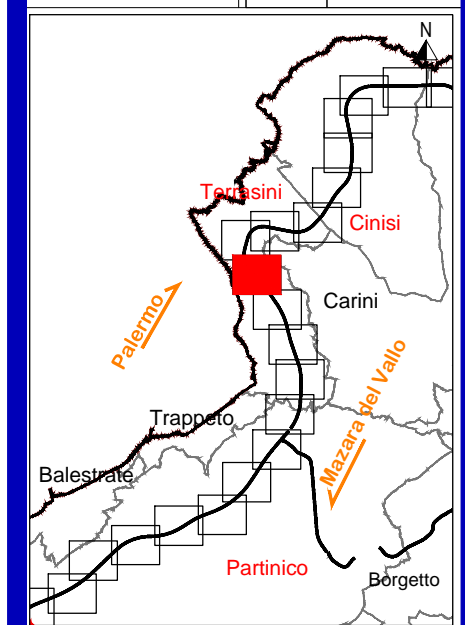 N
Terrasini
Cinisi
Carini
Palermo
Mazara del Vallo
Trappeto
Balestrate
Partinico
Borgetto